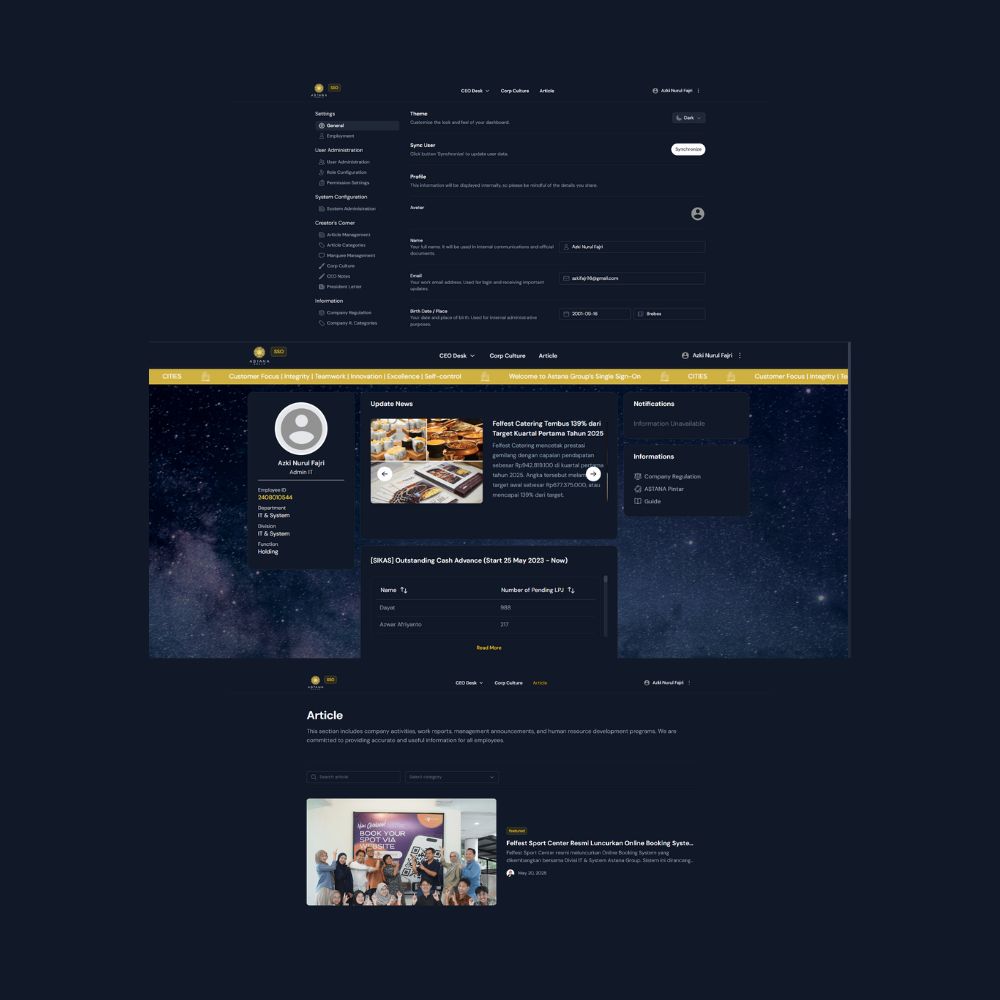 ASTANA
SSO
CEO Desk
Corp Culture
Article
Azki Nurul Fajri
Settings
General
Employment
User Administration
User Administration
Role Configuration
Permission Settings
System Configuration
System Administration
Creator's Corner
Article Management
Article Categories
Marquee Management
Corp Culture
CEO Notes
President Letter
Information
Company Regulation
Company R. Categories
Theme
Customize the look and feel of your dashboard.
Dark
Sync User
Click button 'Synchronize' to update user data.
Synchronize
Profile
This information will be displayed internally, so please be mindful of the details you share.
Avatar
Name
Your full name. It will be used in internal communications and official
documents.
Azki Nurul Fajri
Email
Your work email address. Used for login and receiving important
updates.
azkifajri16@gmail.com
Birth Date / Place
Your date and place of birth. Used for internal administrative
purposes.
2001-09-16
Brebes
ASTANA
SSO
CEO Desk
Corp Culture
Article
Azki Nurul Fajri
CITIES
Customer Focus | Integrity | Teamwork | Innovation | Excellence | Self-control
Welcome to Astana Group's Single Sign-On
CITIES
Customer Focus | Integrity | Te
Azki Nurul Fajri
Admin IT
Employee ID
2408010544
Department
IT & System
Division
IT & System
Function
Holding
Update News
Felfest Catering Tembus 139% dari
Target Kuartal Pertama Tahun 2025
Felfest Catering mencetak prestasi
gemilang dengan capaian pendapatan
sebesar Rp942.819.100 di kuartal pertama
tahun 2025. Angka tersebut melam
target awal sebesar Rp677.375.000, atau
mencapai 139% dari target.
Notifications
Information Unavailable
Informations
Company Regulation
ASTANA Pintar
Guide
[SIKAS] Outstanding Cash Advance (Start 25 May 2023 - Now)
Name
Number of Pending LPJ
Dayat
988
Azwar Afriyanto
217
Read More
ASTANA
SSO
CEO Desk
Corp Culture
Article
Azki Nurul Fajri
Article
This section includes company activities, work reports, management announcements, and human resource development programs. We are
committed to providing accurate and useful information for all employees.
Search article
Select category
BOOK YOUR
SPOT VIA
WEBSITE
Featured
Felfest Sport Center Resmi Luncurkan Online Booking Syste...
Felfest Sport Center resmi meluncurkan Online Booking System yang
dikembangkan bersama Divisi IT & System Astana Group. Sistem ini dirancang...
May 20, 2025